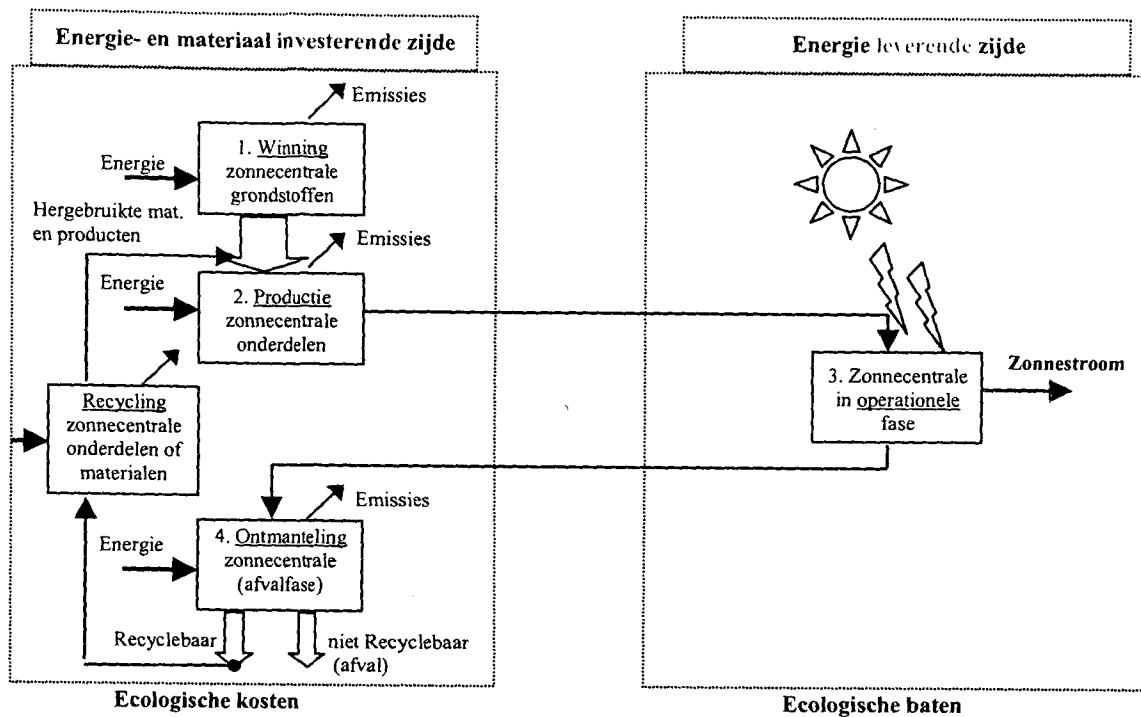 Energie- en materiaal investerende zijde
Emissies
1. Winning
zonnecentrale
grondstoffen
Energie
Hergebruikte mat.
en producten
Emissies
Energie
2. Productie
zonnecentrale
onderdelen
Recycling
zonnecentrale
onderdelen of
materialen
Emissies
Energie
4. Ontmanteling
zonnecentrale
(afvalfase)
Recyclebaar
niet Recyclebaar
(afval)
Ecologische kosten
Energie leverende zijde
3. Zonnecentrale
in operationele
fase
Zonnestroom
Ecologische baten